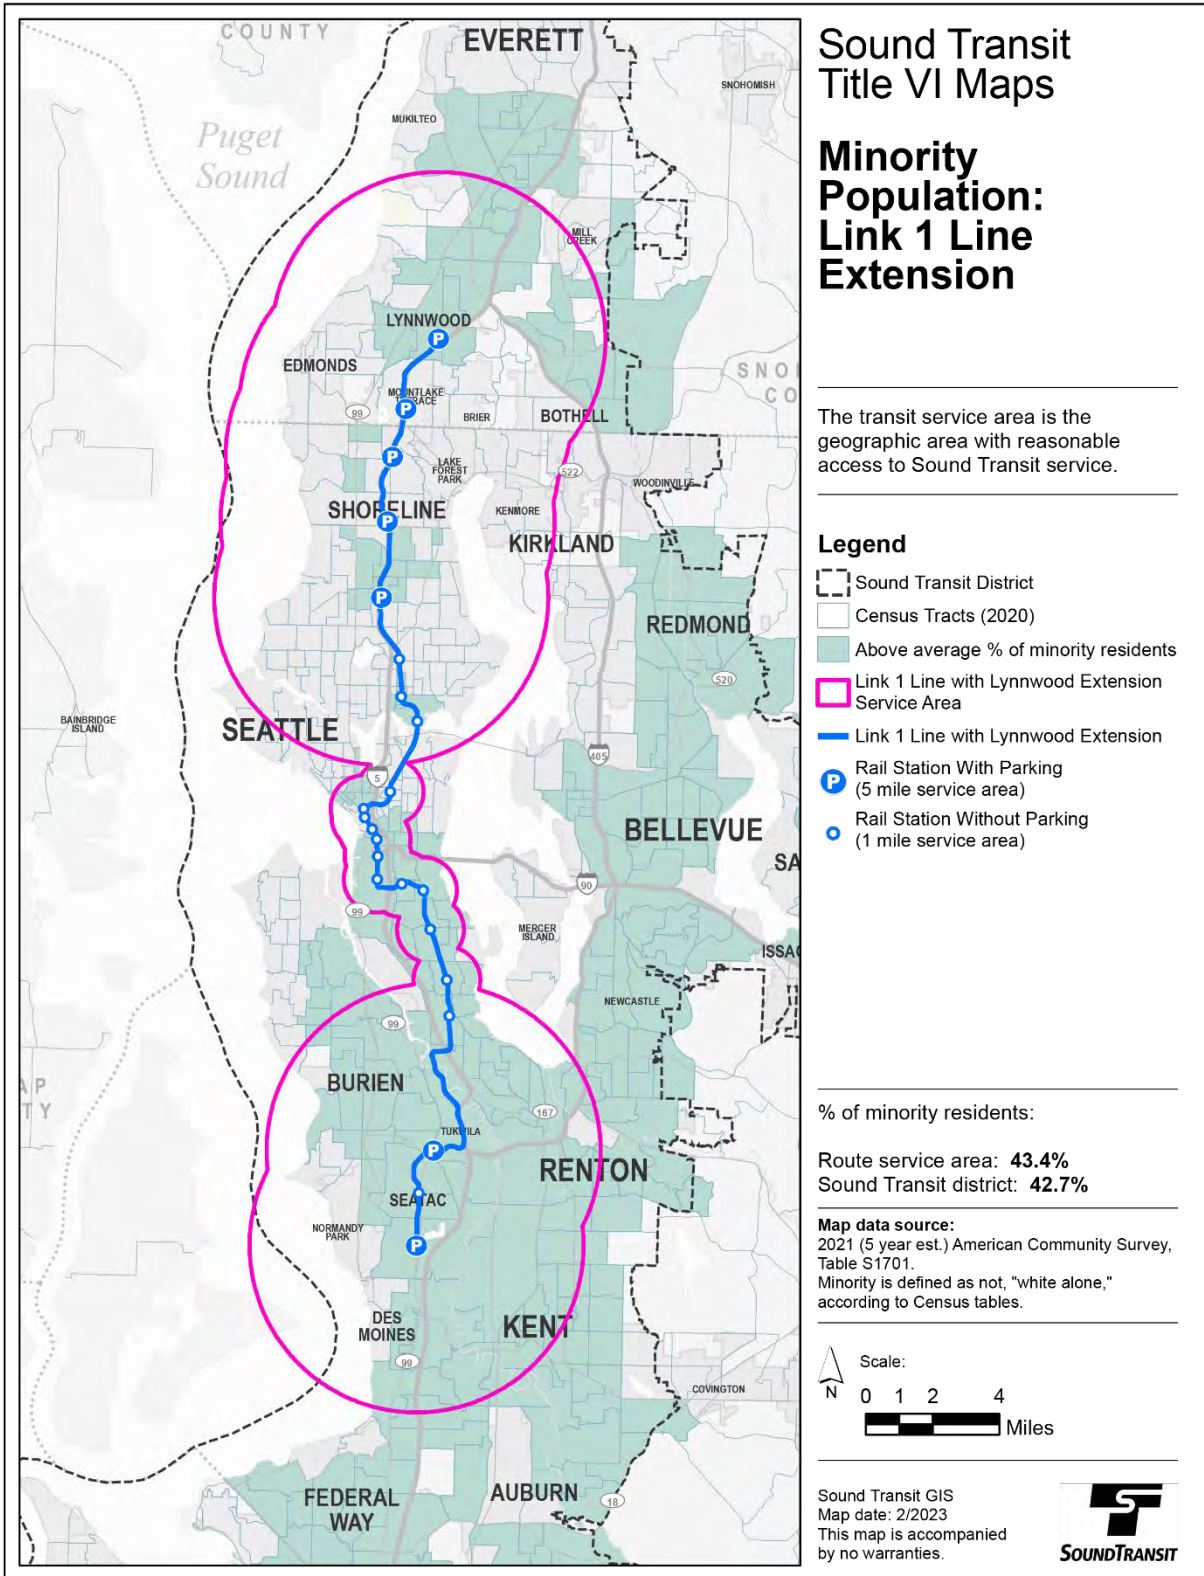 COUNTY
EVERETT
SNOHOMISH
MUKILTEO
Puget
Sound
MILL
CREEK
LYNNWOOD
P
EDMONDS
SNO
CO
MOUNTLAKE
TERRACE
P
99
BRIER
BOTHELL
P
LAKE
FOREST
PARK
522
WOODINVILLE
SHORELINE
P
KENMORE
KIRKLAND
P
REDMOND
520
BAINBRIDGE
ISLAND
SEATTLE
5
405
BELLEVUE
SA
90
99
MERCER
ISLAND
ISSAQ
NEWCASTLE
99
BURIEN
AP
TY
167
TUKWILA
P
RENTON
SEATAC
NORMANDY
PARK
P
DES
MOINES
KENT
99
COVINGTON
FEDERAL
WAY
AUBURN
18
Sound Transit
Title VI Maps
Minority
Population:
Link 1 Line
Extension
The transit service area is the
geographic area with reasonable
access to Sound Transit service.
Legend
Sound Transit District
Census Tracts (2020)
Above average % of minority residents
Link 1 Line with Lynnwood Extension
Service Area
Link 1 Line with Lynnwood Extension
P Rail Station With Parking
(5 mile service area)
Rail Station Without Parking
(1 mile service area)
% of minority residents:
Route service area: 43.4%
Sound Transit district: 42.7%
Map data source:
2021 (5 year est.) American Community Survey,
Table S1701.
Minority is defined as not, "white alone,"
according to Census tables.
N
Scale:
0 1 2 4
Miles
Sound Transit GIS
Map date: 2/2023
This map is accompanied
by no warranties.
SOUNDTRANSIT